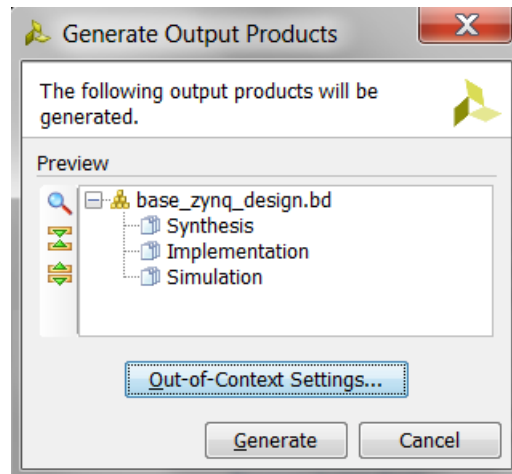 Generate Output Products
The following output products will be
generated.
Preview
base_zynq_design.bd
Synthesis
Implementation
Simulation
Out-of-Context Settings...
Generate Cancel